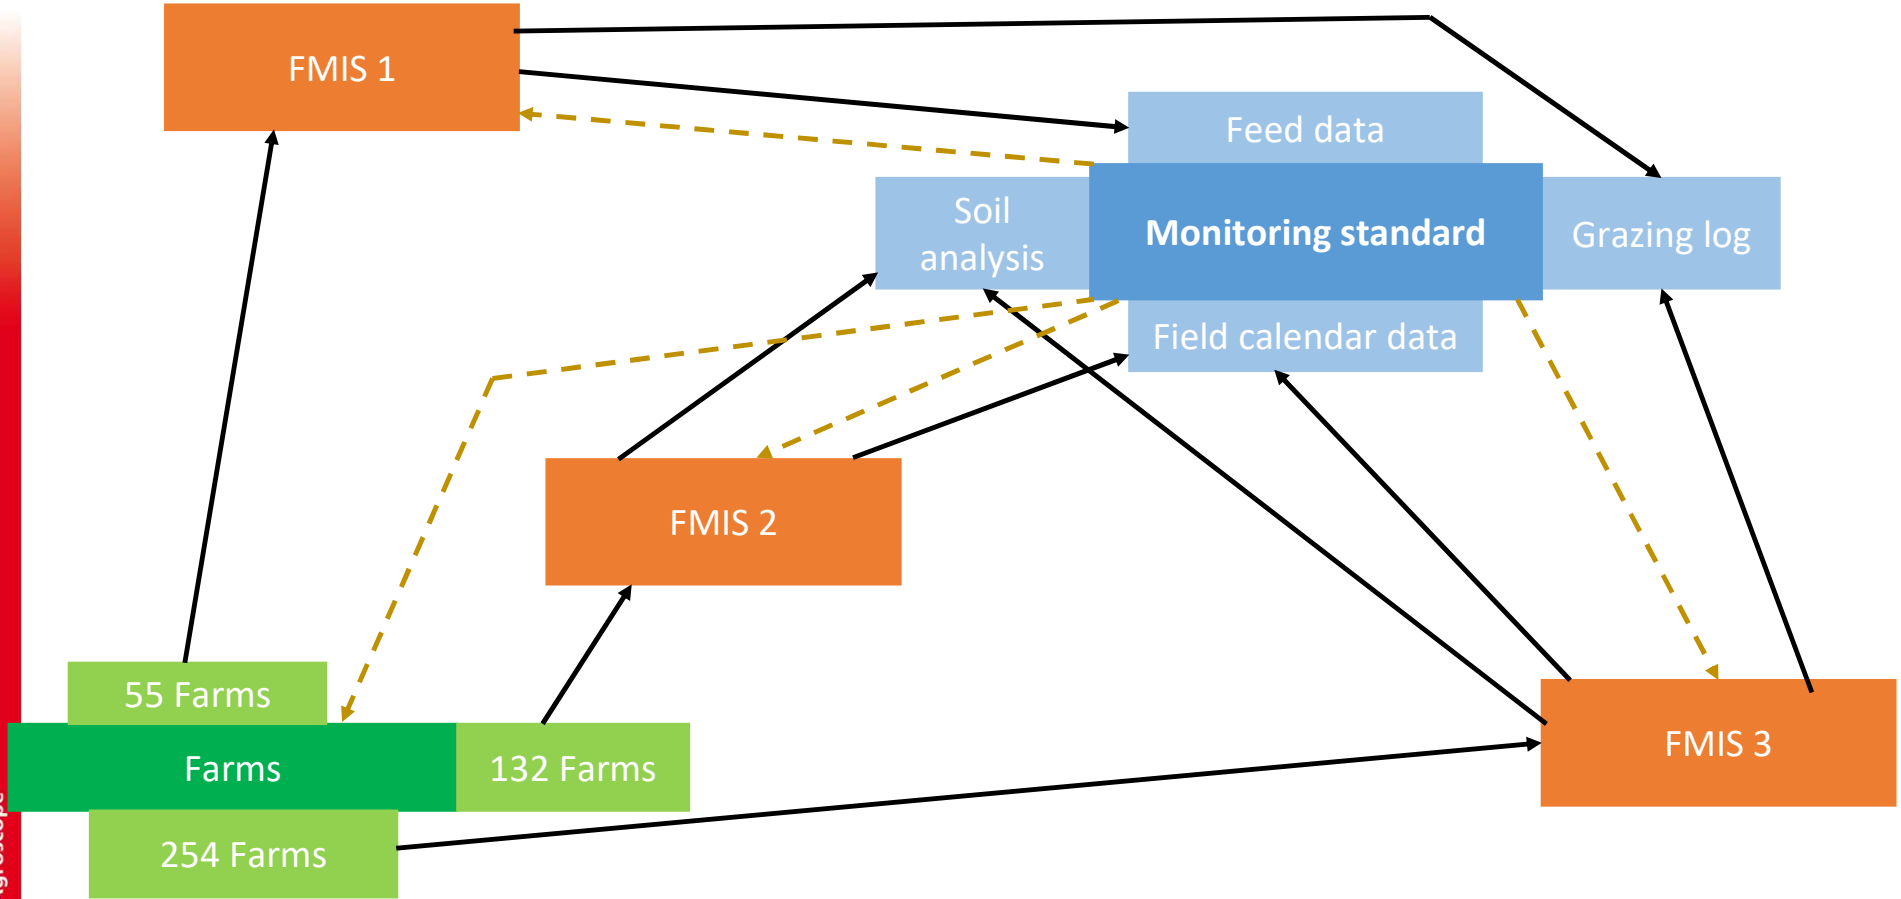 FMIS 1
Feed data
Soil
analysis
Monitoring standard
Grazing log
Field calendar data
FMIS 2
55 Farms
Farms
132 Farms
FMIS 3
254 Farms